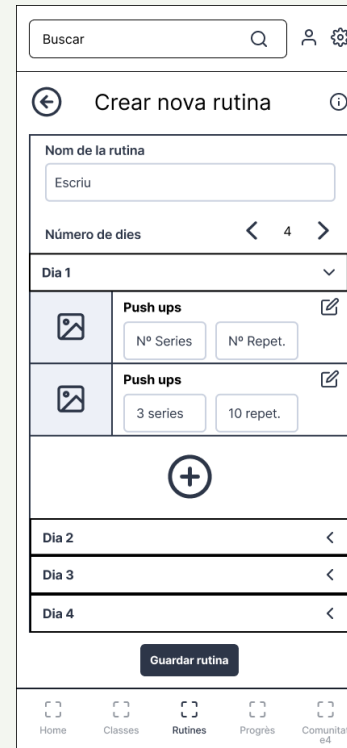 Buscar
Crear nova rutina
Nom de la rutina
Escriu
Número de dies
4
Dia 1
Push ups
Nº Series
Nº Repet.
Push ups
3 series
10 repet.
Dia 2
Dia 3
Dia 4
Guardar rutina
Home
Classes
Rutines
Progrès
Comunitat
e4